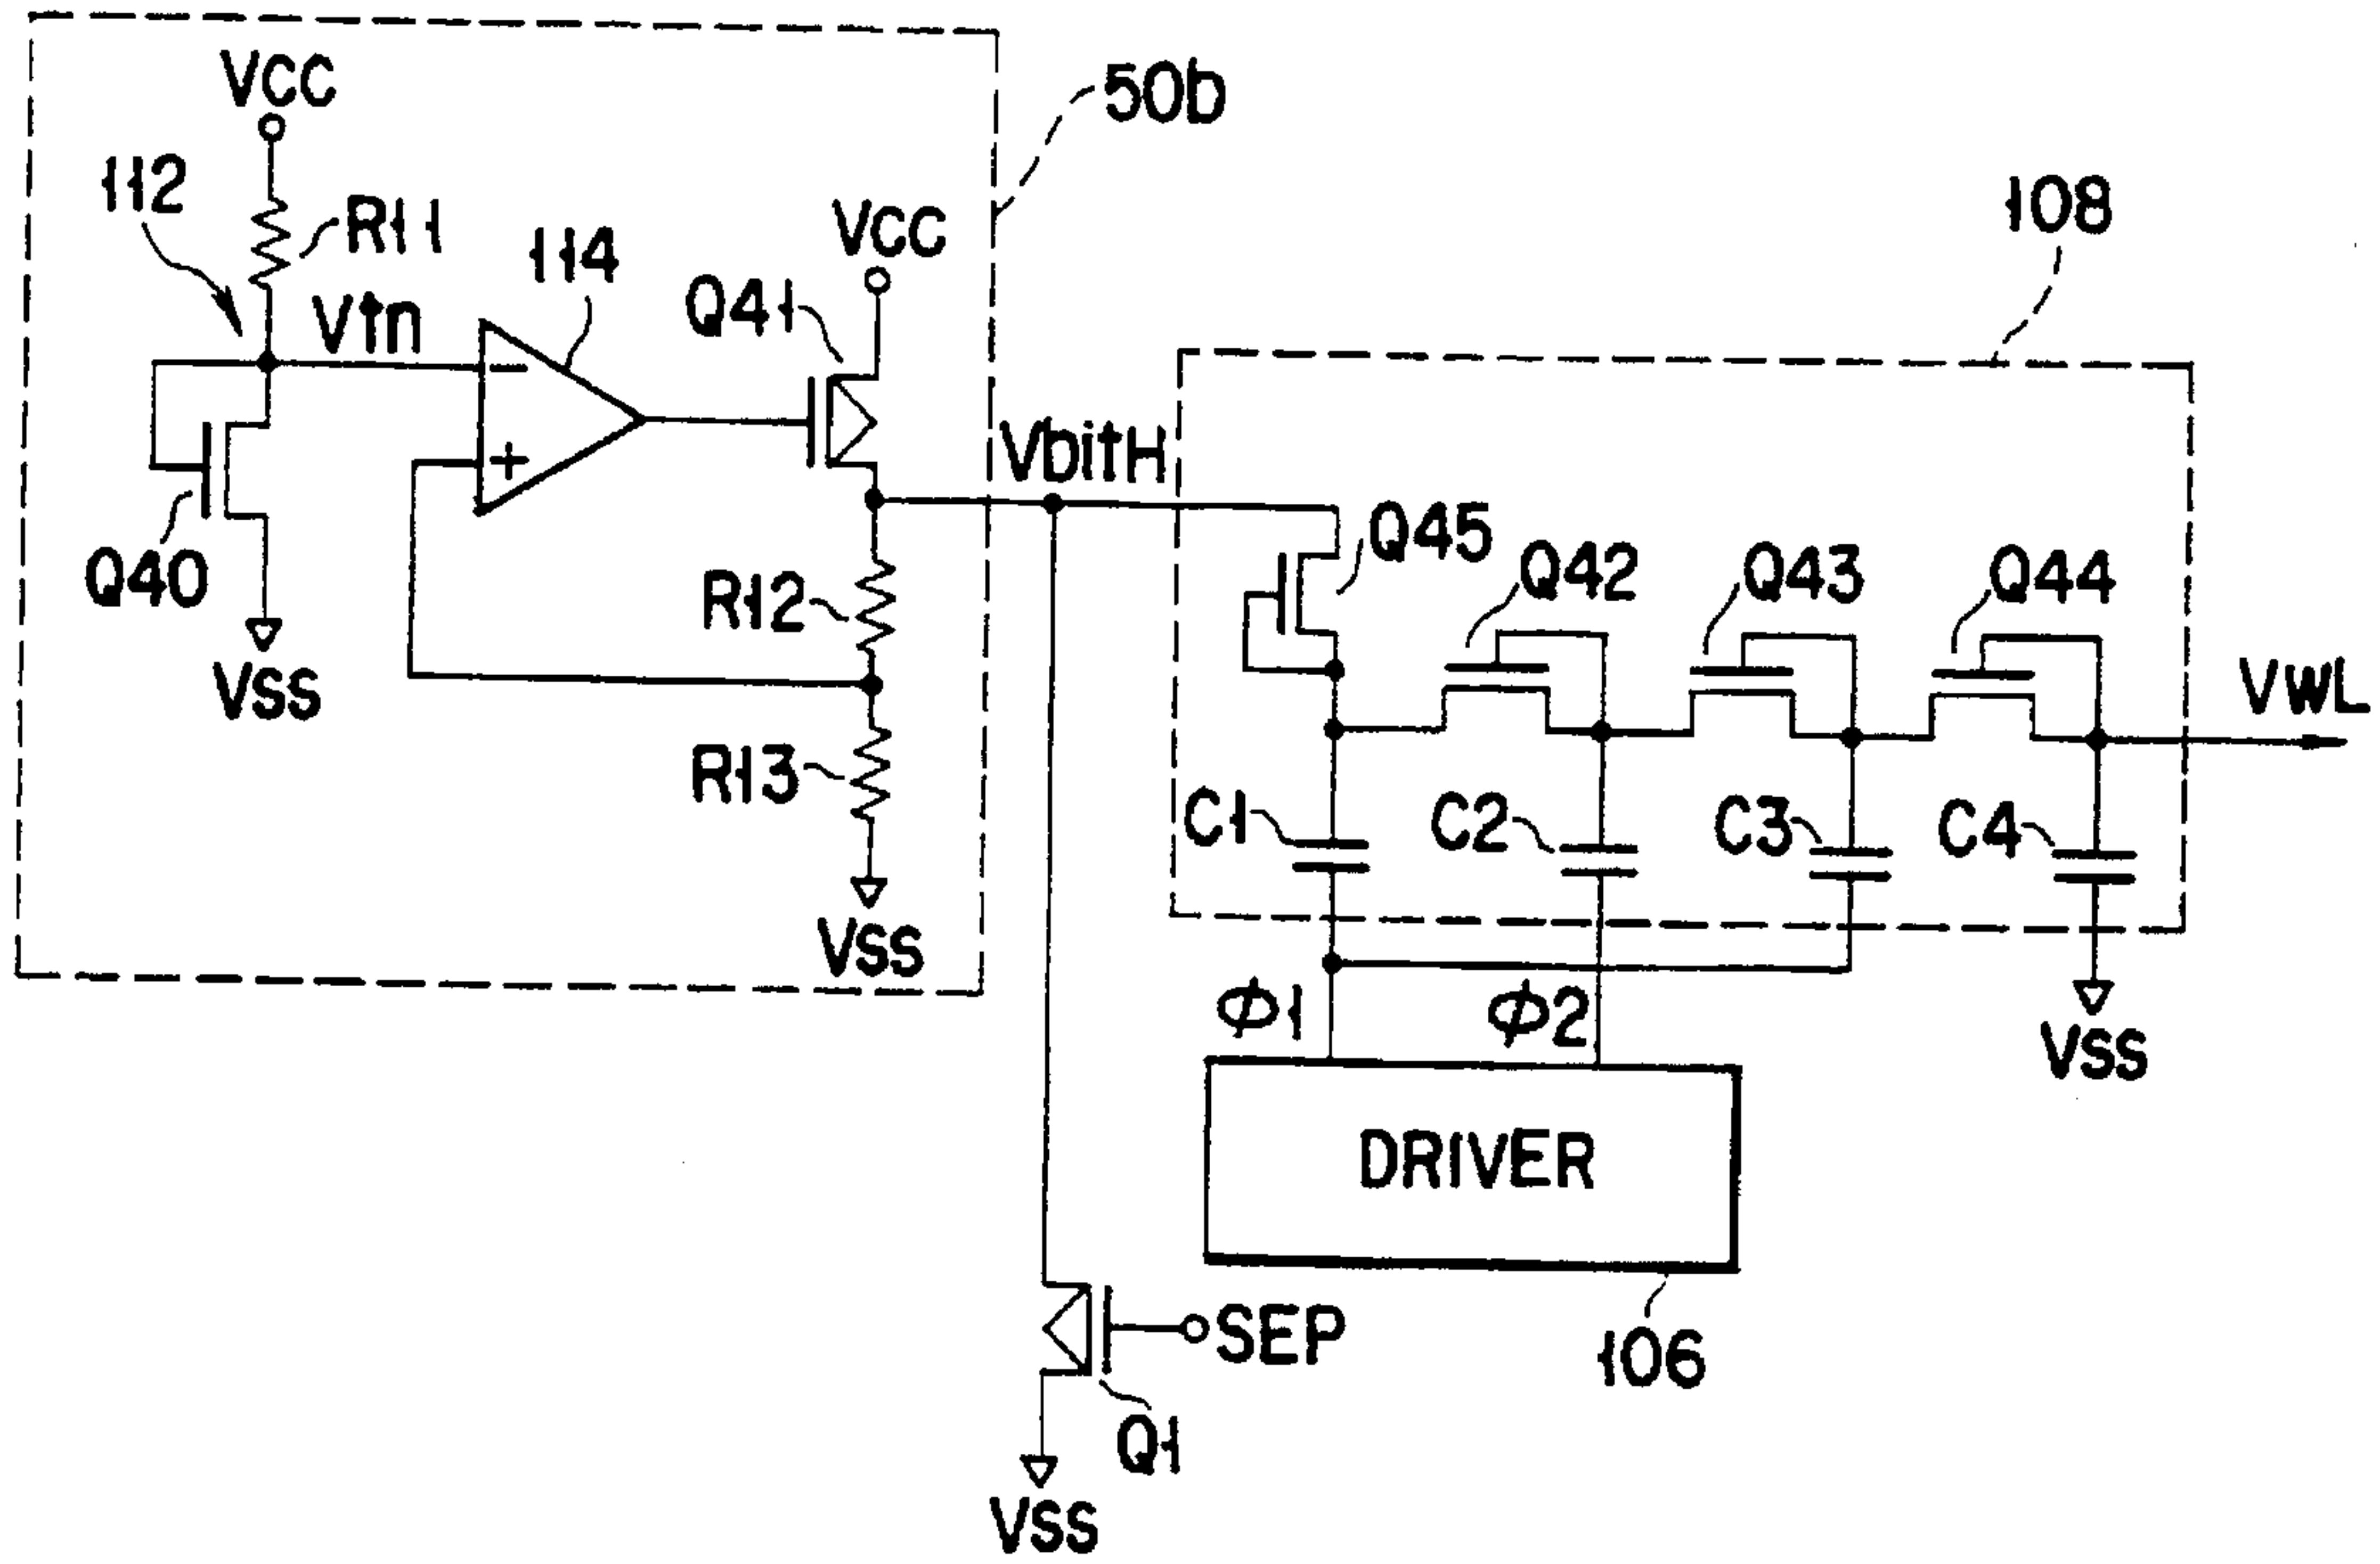 VCC
50b
112
R11
108
114
VCC
Q41
Vtn
VbitH
Q40
Q45
Q42
Q43
Q44
R12
VSS
VWL
R13
C1
C2
C3
C4
VSS
Φ1
Φ2
VSS
DRIVER
SEP
106
Q1
VSS
−
+